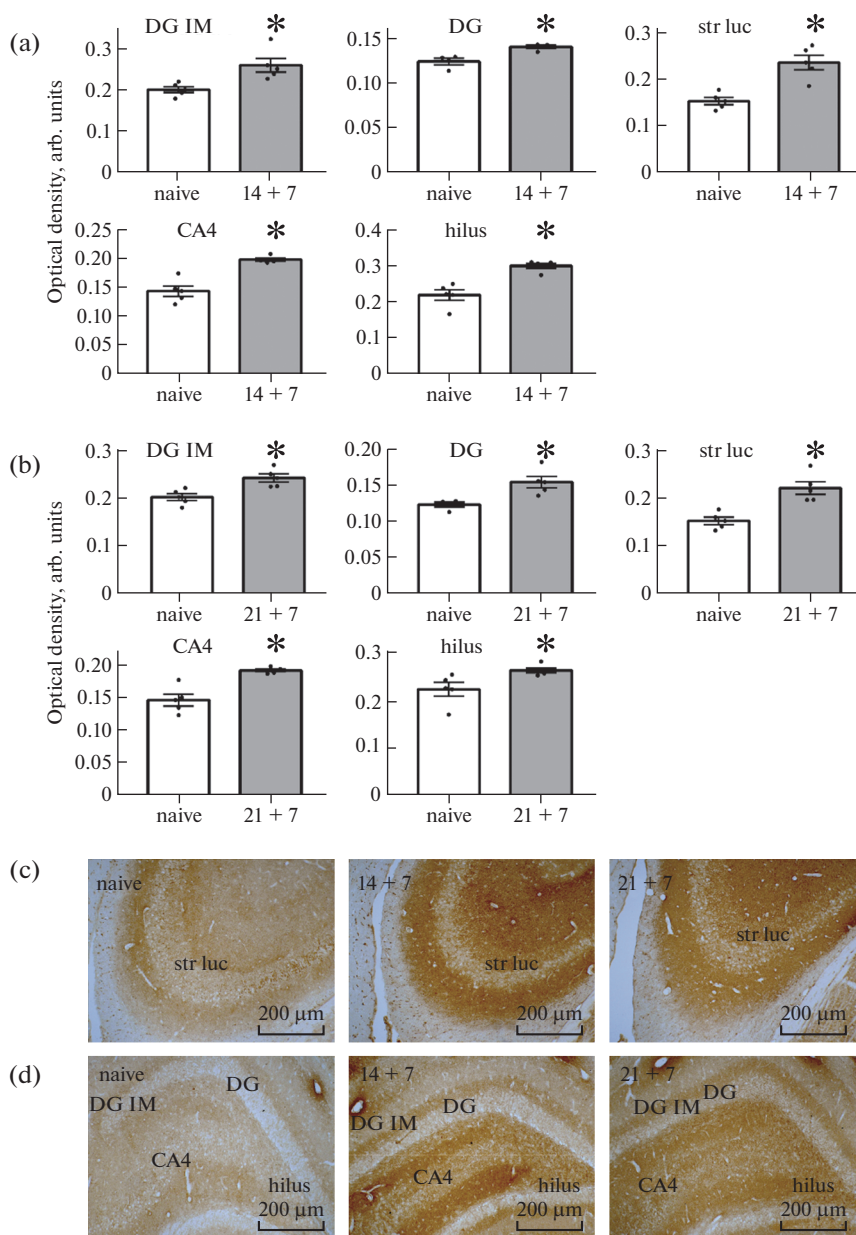 (a)
DG IM
DG
str luc
*
*
*
0.3
0.2
0.1
0
0.15
0.10
0.05
0
0.3
0.2
0.1
0
naive
14 + 7
naive
14 + 7
naive
14 + 7
Optical density, arb. units
CA4
hilus
*
*
0.25
0.20
0.15
0.10
0.05
0
0.4
0.3
0.2
0.1
0
naive
14 + 7
naive
14 + 7
(b)
DG IM
DG
str luc
*
*
*
0.3
0.2
0.1
0
0.20
0.15
0.10
0.05
0
0.3
0.2
0.1
0
naive
21 + 7
naive
21 + 7
naive
21 + 7
Optical density, arb. units
CA4
hilus
*
*
0.20
0.15
0.10
0.05
0
0.3
0.2
0.1
0
naive
21 + 7
naive
21 + 7
(c)
naive
str luc
200 μm
14 + 7
str luc
200 μm
21 + 7
str luc
200 μm
(d)
naive
DG
DG IM
CA4
hilus
200 μm
14 + 7
DG
DG IM
CA4
hilus
200 μm
21 + 7
DG
DG IM
CA4
hilus
200 μm